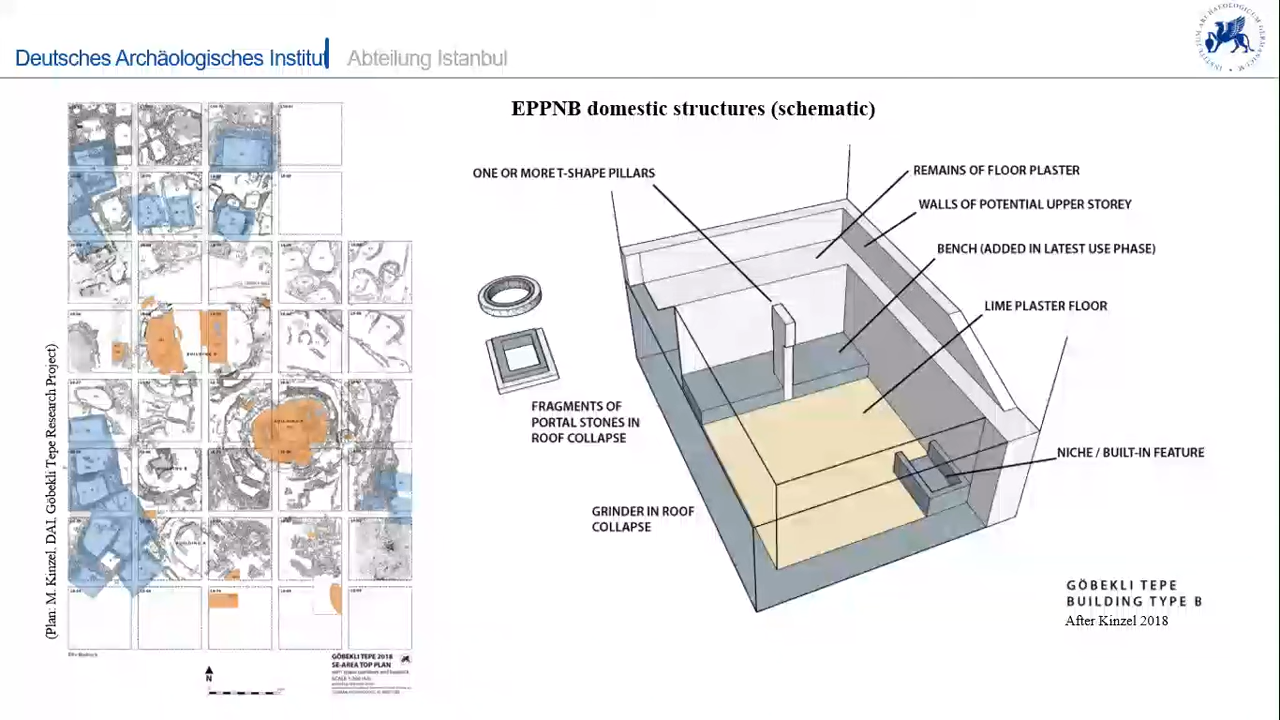 Deutsches Archäologisches Institut
Abteilung Istanbul
EPPNB domestic structures (schematic)
ONE OR MORE T-SHAPE PILLARS
REMAINS OF FLOOR PLASTER
WALLS OF POTENTIAL UPPER STOREY
BENCH (ADDED IN LATEST USE PHASE)
LIME PLASTER FLOOR
FRAGMENTS OF
PORTAL STONES IN
ROOF COLLAPSE
NICHE / BUILT-IN FEATURE
GRINDER IN ROOF
COLLAPSE
GÖBEKLI TEPE
BUILDING TYPE B
After Kinzel 2018
(Plan: M. Kinzel, DAI, Göbekli Tepe Research Project)
GÖBEKLI TEPE 2018
SE-AREA TOP PLAN
N